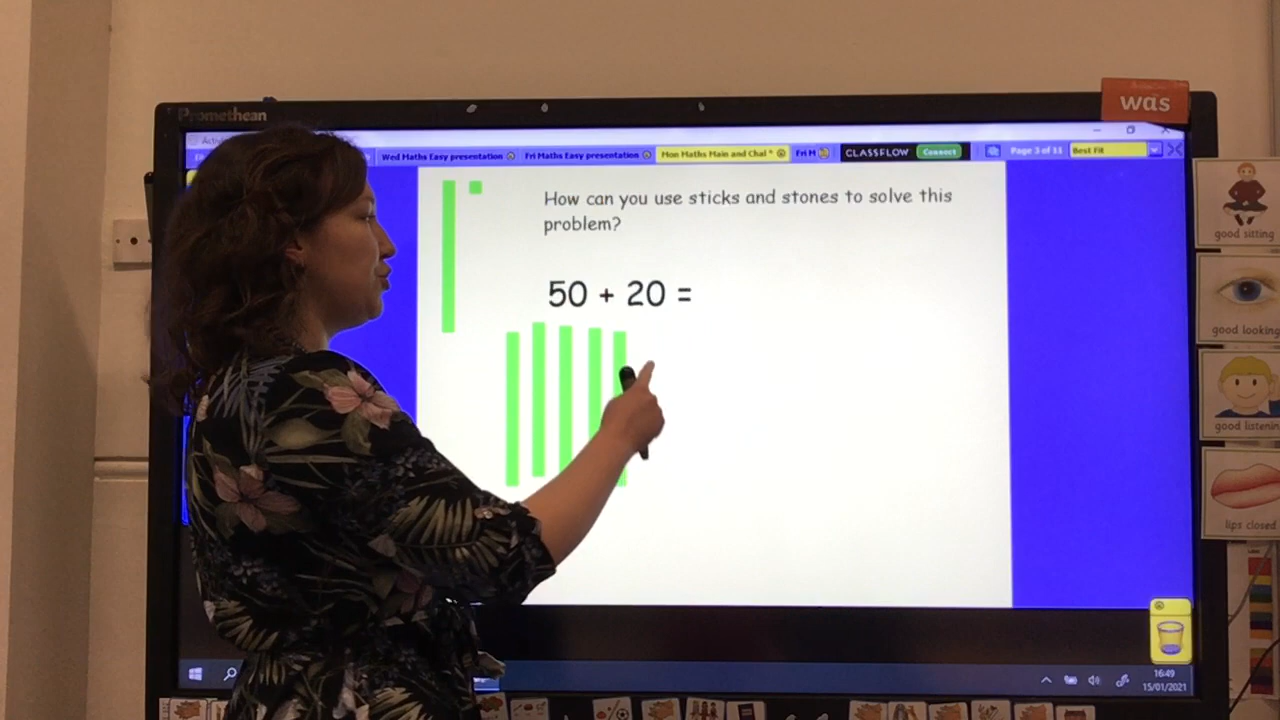 Promethean
was
Wed Maths Easy presentation
Fri Maths Easy presentation
Mon Maths Main and Chal *
Fri M
CLASSFLOW
Connect
Page 3 of 11
Best Fit
How can you use sticks and stones to solve this
problem?
50 + 20 =
good sitting
good looking
good listenin
lips closed
16:49
15/01/2021